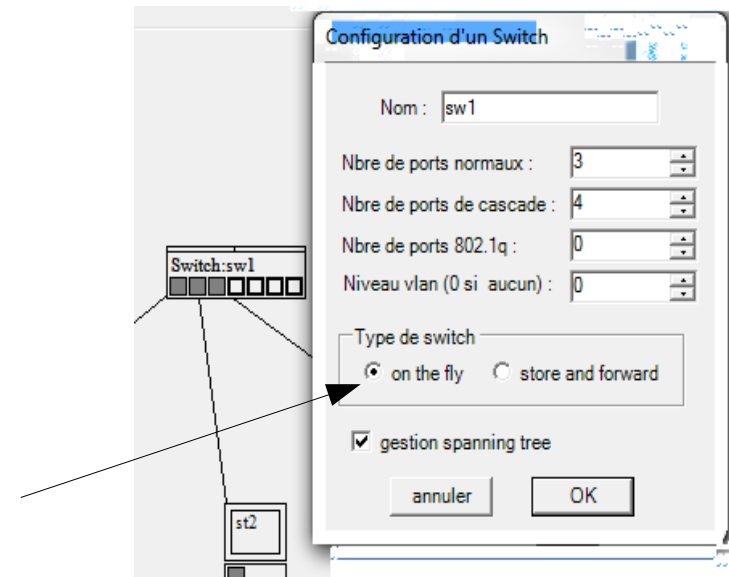 Configuration d'un Switch
Nom : sw1
Nbre de ports normaux : 3
Nbre de ports de cascade : 4
Nbre de ports 802.1q : 0
Niveau vlan (0 si aucun) : 0
Switch:sw1
Type de switch
on the fly store and forward
gestion spanning tree
annuler OK
st2